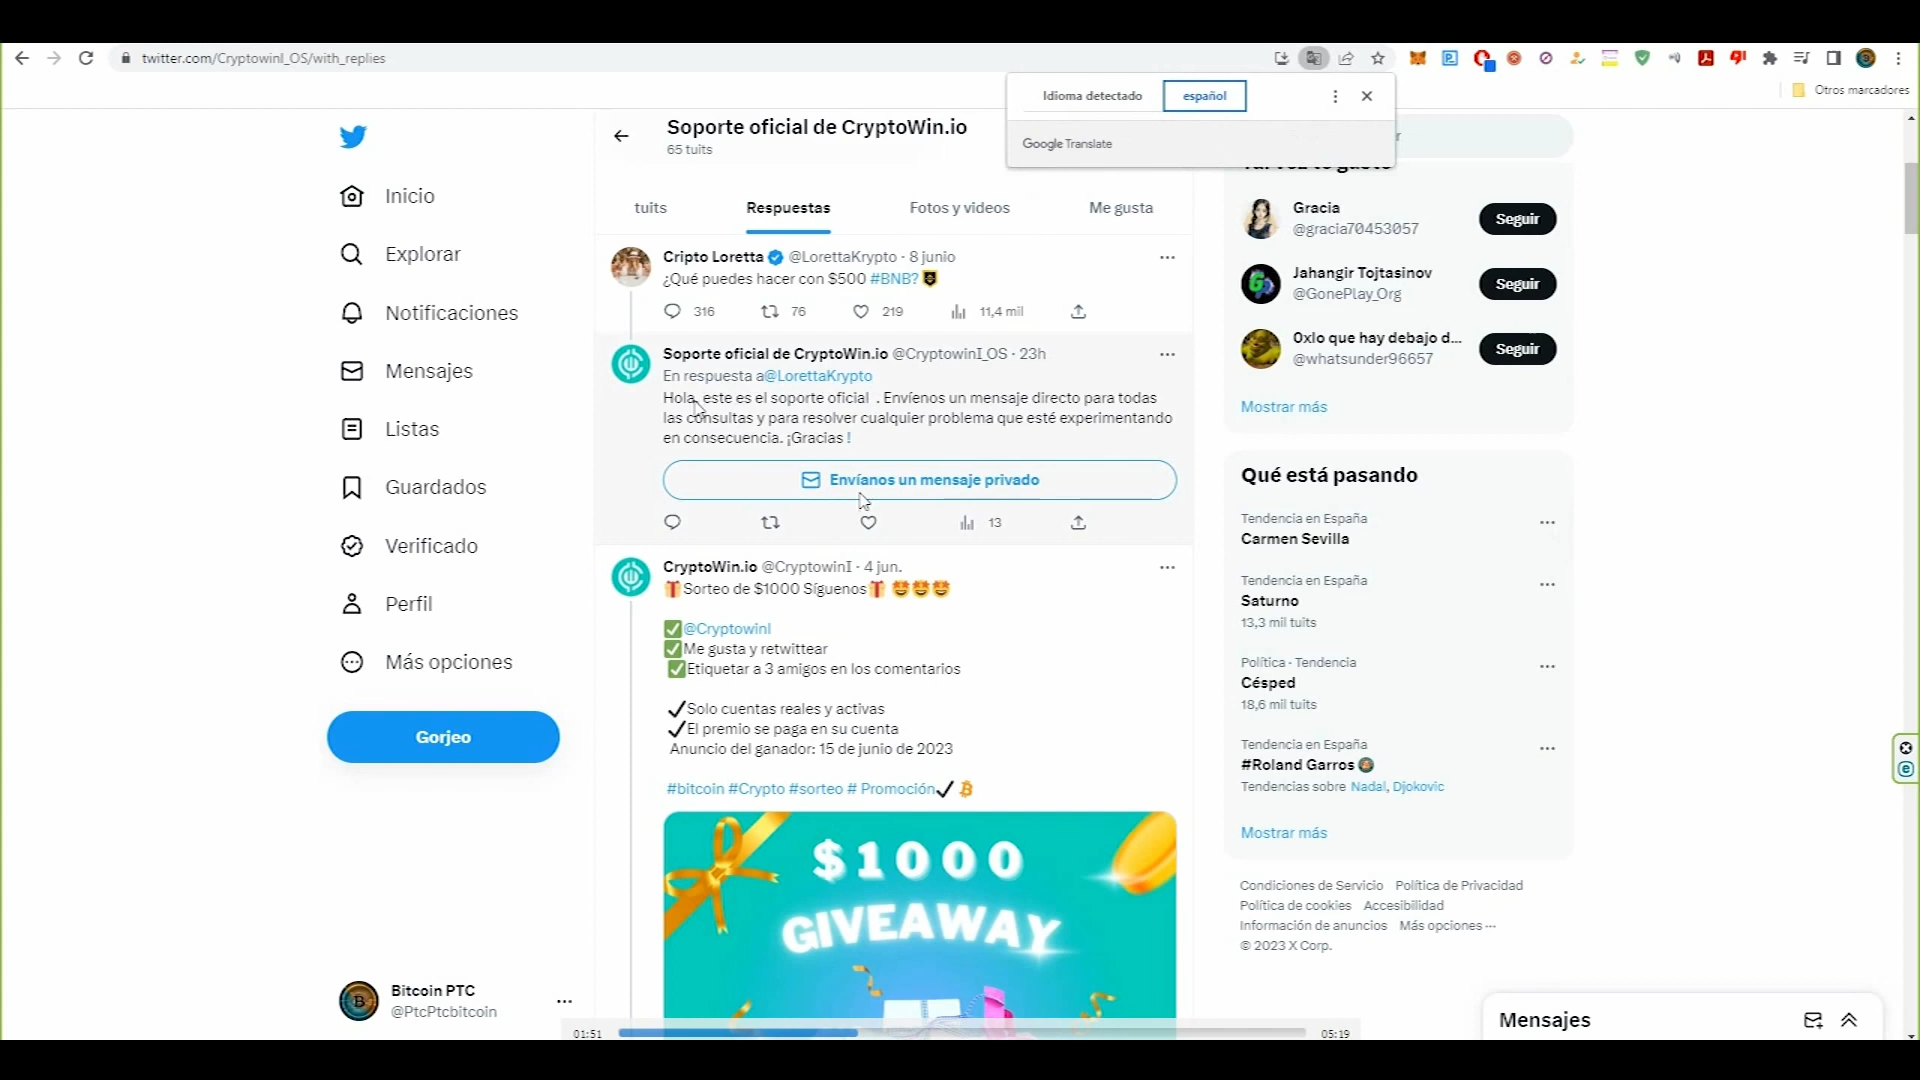 twitter.com/CryptowinI_OS/with_replies
Otros marcadores
Idioma detectado
español
Google Translate
Soporte oficial de CryptoWin.io
65 tuits
Inicio
Explorar
Notificaciones
Mensajes
Listas
Guardados
Verificado
Perfil
Más opciones
Gorjeo
Bitcoin PTC
@PtcPtcbitcoin
tuits
Respuestas
Fotos y videos
Me gusta
Cripto Loretta @LorettaKrypto · 8 junio
¿Qué puedes hacer con $500 #BNB?
316 76 219 11,4 mil
Soporte oficial de CryptoWin.io @CryptowinI_OS · 23h
En respuesta a@LorettaKrypto
Hola, este es el soporte oficial . Envíenos un mensaje directo para todas
las consultas y para resolver cualquier problema que esté experimentando
en consecuencia. ¡Gracias !
Envíanos un mensaje privado
13
CryptoWin.io @CryptowinI · 4 jun.
🎁Sorteo de $1000 Síguenos🎁 🤩🤩🤩
✅@CryptowinI
✅Me gusta y retwittear
✅Etiquetar a 3 amigos en los comentarios
✔Solo cuentas reales y activas
✔El premio se paga en su cuenta
Anuncio del ganador: 15 de junio de 2023
#bitcoin #Crypto #sorteo # Promoción✔
$1000
GIVEAWAY
01:51
05:19
Gracia
@gracia70453057
Seguir
Jahangir Tojtasinov
@GonePlay_Org
Seguir
0xlo que hay debajo d...
@whatsunder96657
Seguir
Mostrar más
Qué está pasando
Tendencia en España
Carmen Sevilla
Tendencia en España
Saturno
13,3 mil tuits
Política · Tendencia
Césped
18,6 mil tuits
Tendencia en España
#Roland Garros
Tendencias sobre Nadal, Djokovic
Mostrar más
Condiciones de Servicio Política de Privacidad
Política de cookies Accesibilidad
Información de anuncios Más opciones ···
© 2023 X Corp.
Mensajes